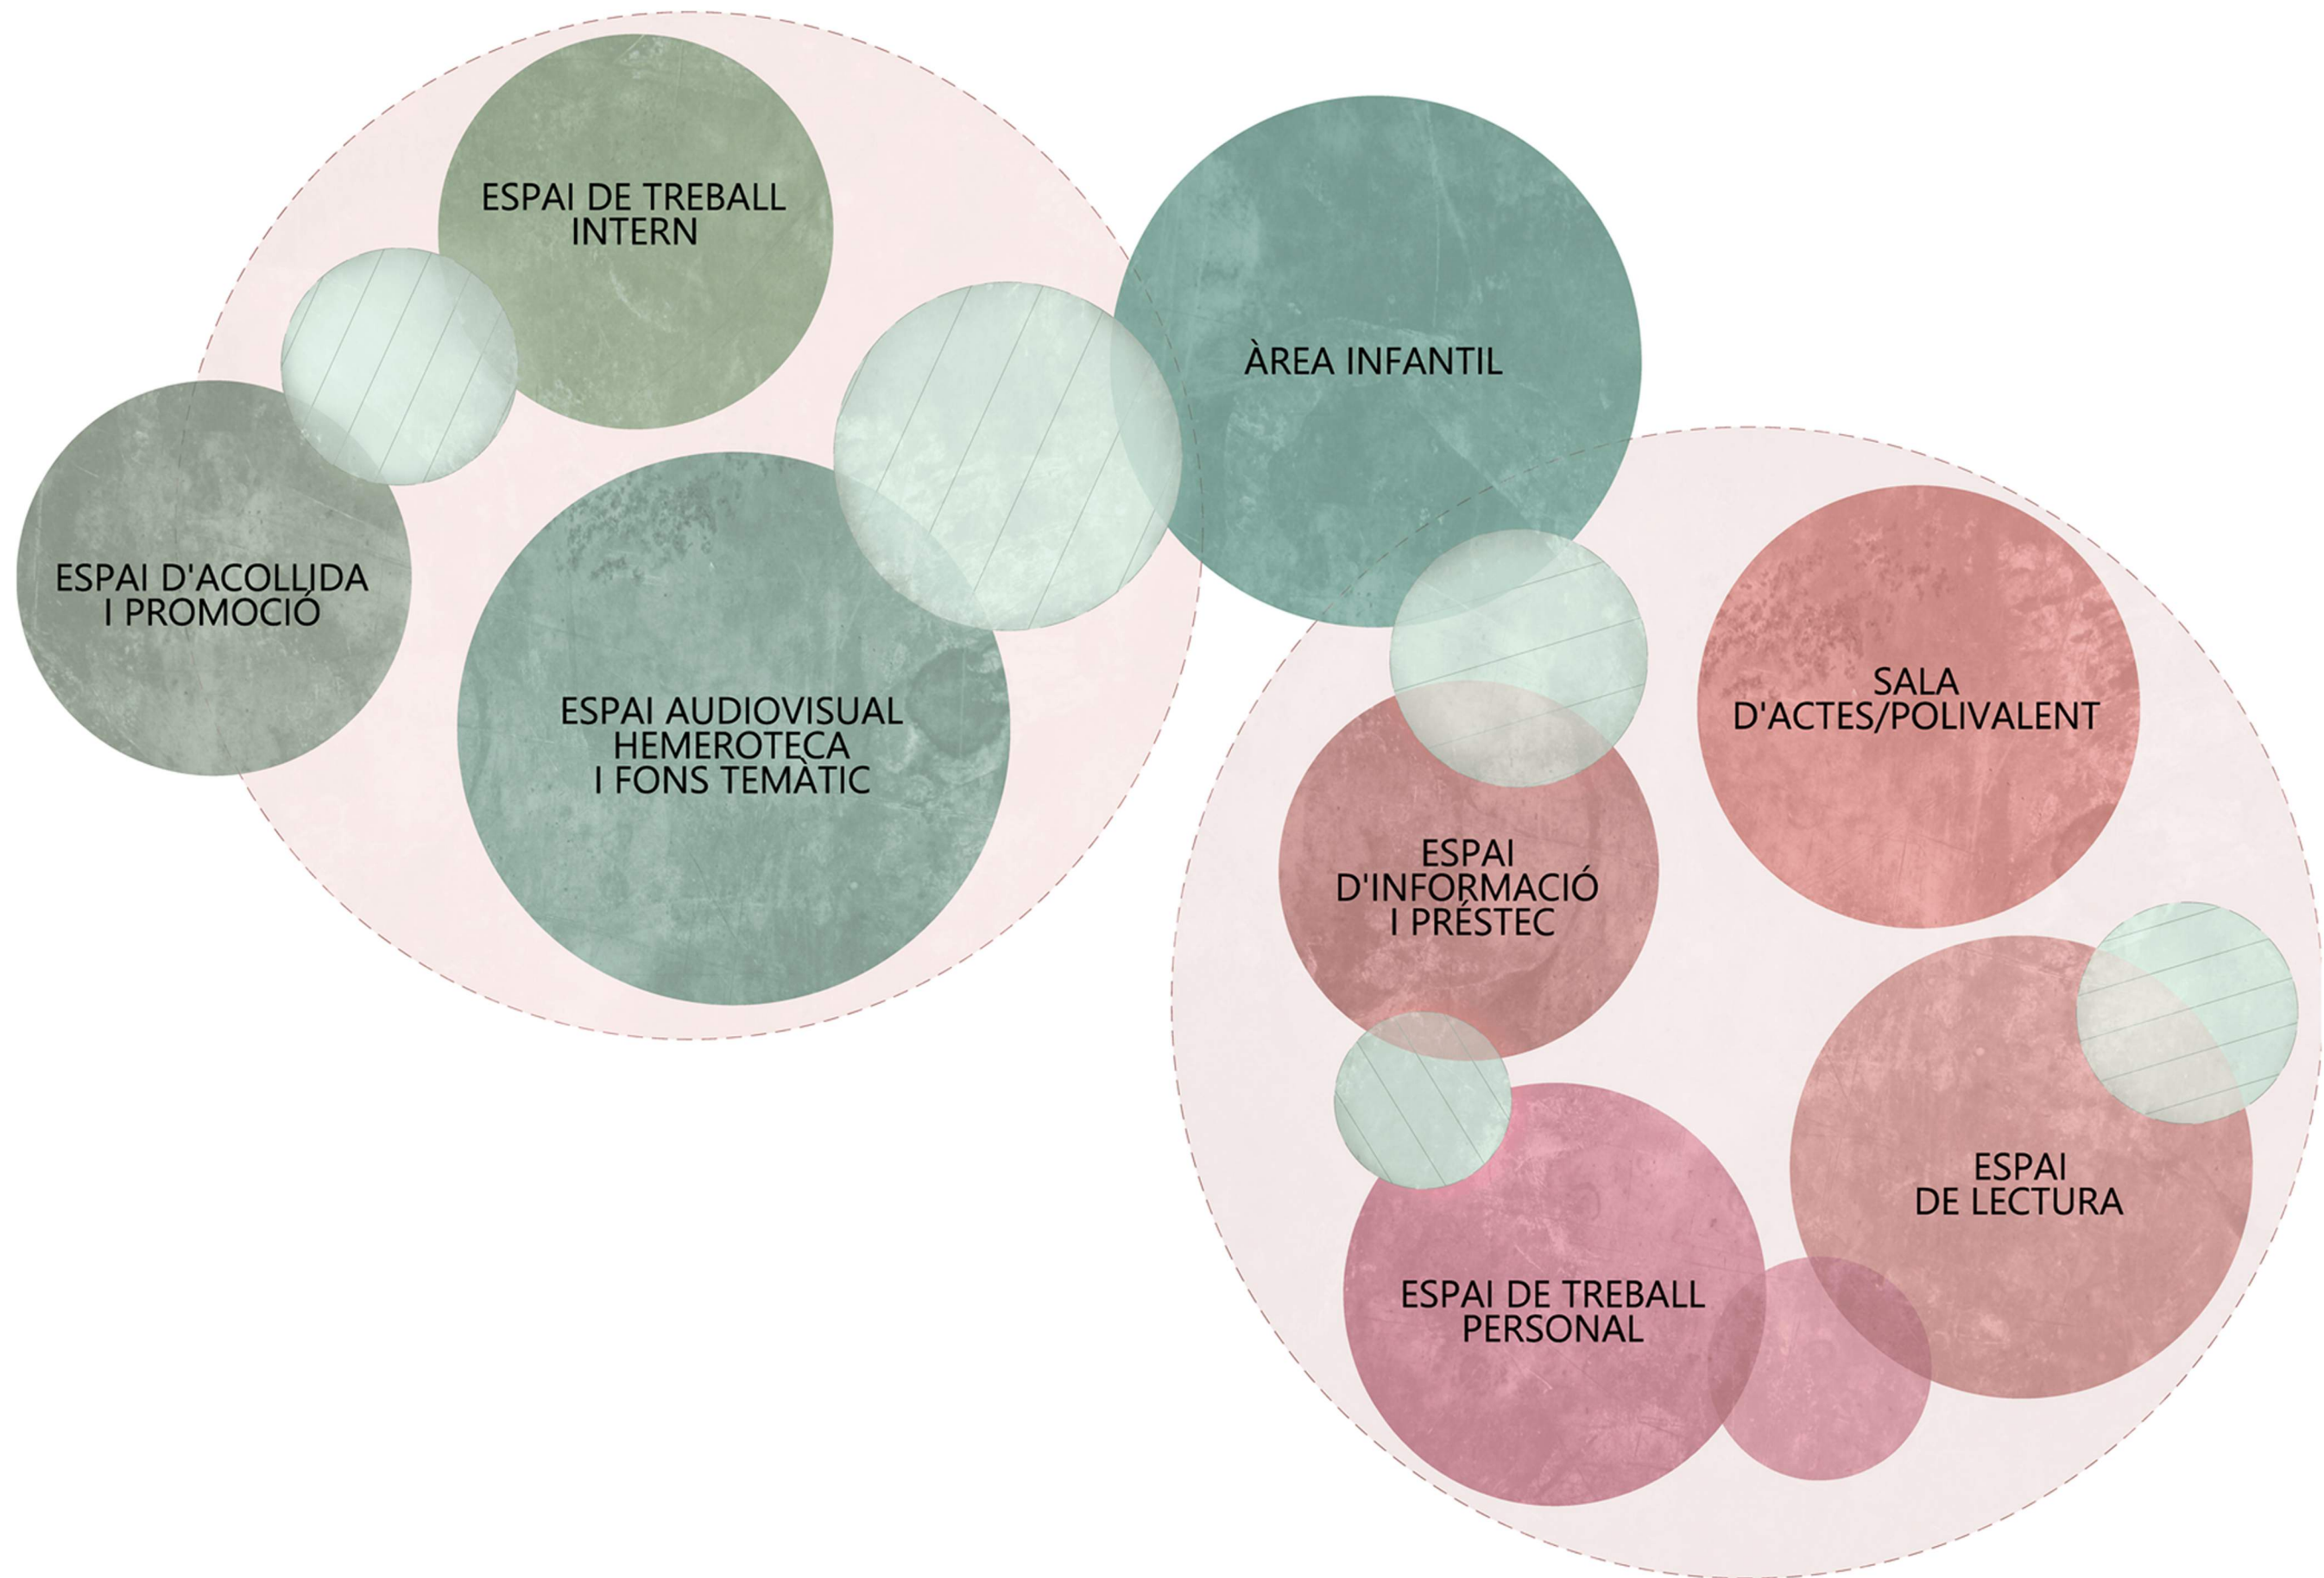 ESPAI DE TREBALL
INTERN
ÀREA INFANTIL
ESPAI D'ACOLLIDA
I PROMOCIÓ
ESPAI AUDIOVISUAL
HEMEROTECA
I FONS TEMÀTIC
SALA
D'ACTES/POLIVALENT
ESPAI
D'INFORMACIÓ
I PRÉSTEC
ESPAI
DE LECTURA
ESPAI DE TREBALL
PERSONAL